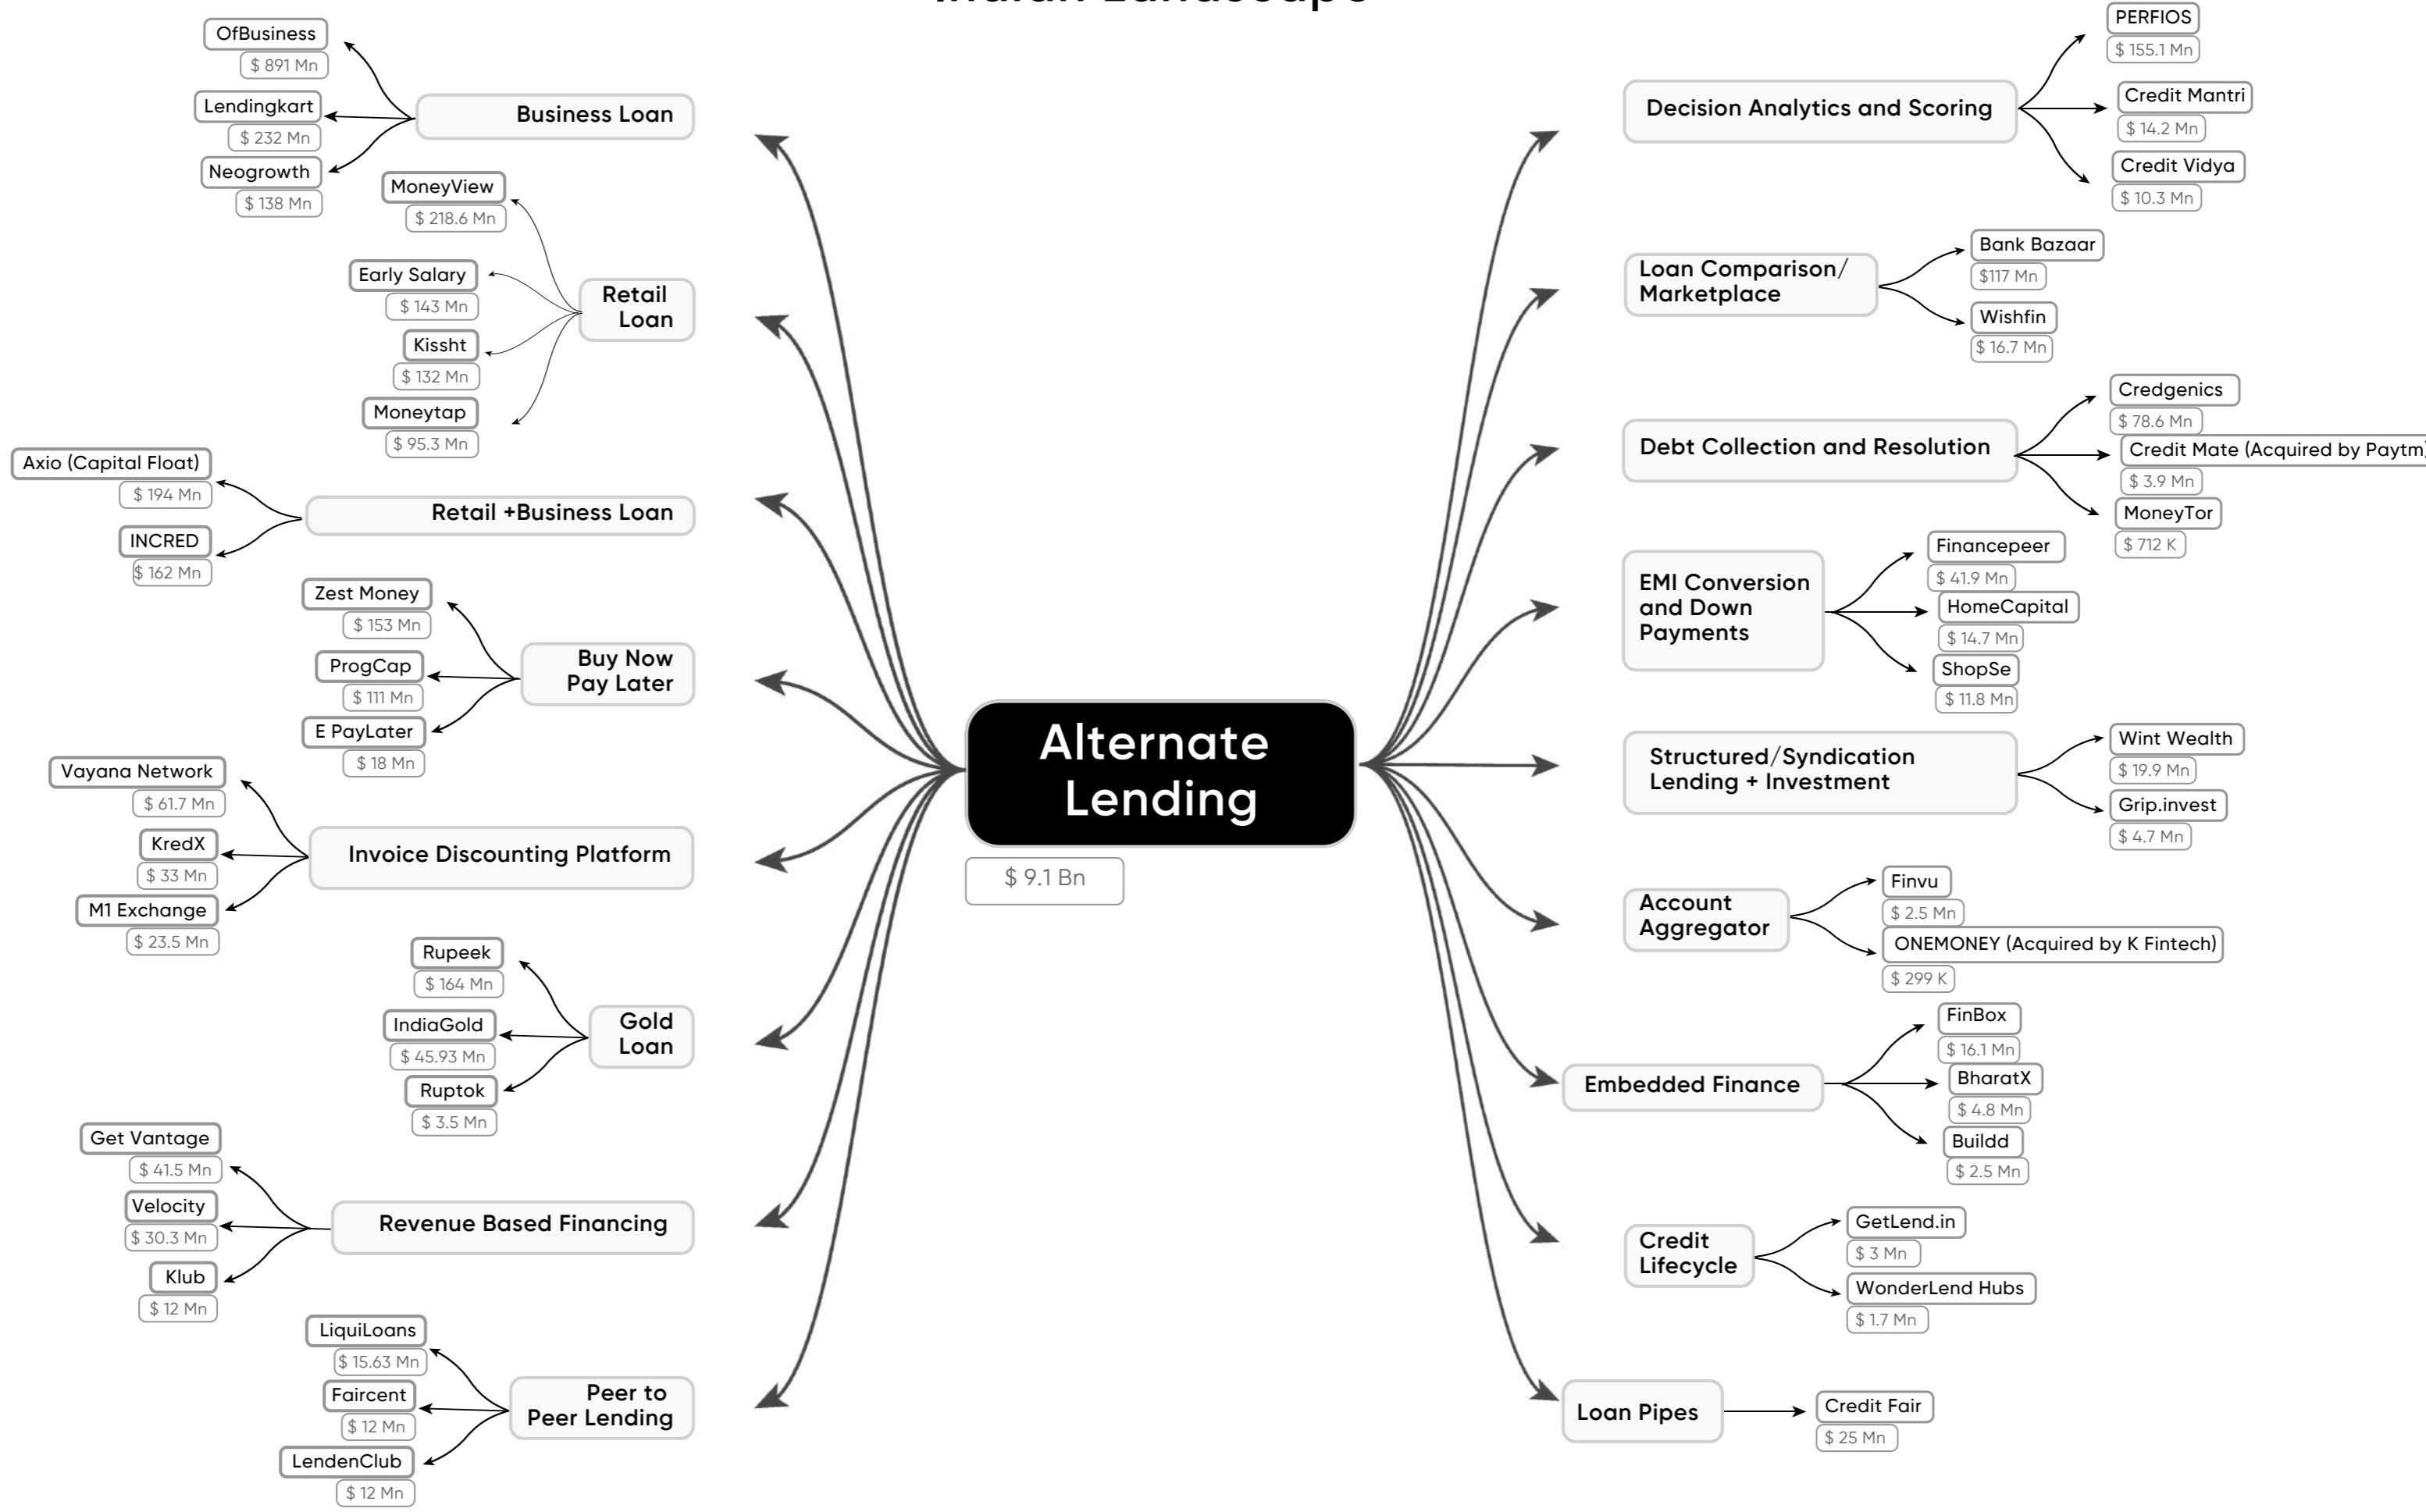 Indian Landscape
OfBusiness
$ 891 Mn
Lendingkart
$ 232 Mn
Neogrowth
$ 138 Mn
Business Loan
MoneyView
$ 218.6 Mn
Early Salary
$ 143 Mn
Kissht
$ 132 Mn
Moneytap
$ 95.3 Mn
Retail
Loan
Axio (Capital Float)
$ 194 Mn
INCRED
$ 162 Mn
Retail +Business Loan
Zest Money
$ 153 Mn
ProgCap
$ 111 Mn
E PayLater
$ 18 Mn
Buy Now
Pay Later
Vayana Network
$ 61.7 Mn
KredX
$ 33 Mn
M1 Exchange
$ 23.5 Mn
Invoice Discounting Platform
Rupeek
$ 164 Mn
IndiaGold
$ 45.93 Mn
Ruptok
$ 3.5 Mn
Gold
Loan
Get Vantage
$ 41.5 Mn
Velocity
$ 30.3 Mn
Klub
$ 12 Mn
Revenue Based Financing
LiquiLoans
$ 15.63 Mn
Faircent
$ 12 Mn
LendenClub
$ 12 Mn
Peer to
Peer Lending
Alternate
Lending
$ 9.1 Bn
Decision Analytics and Scoring
PERFIOS
$ 155.1 Mn
Credit Mantri
$ 14.2 Mn
Credit Vidya
$ 10.3 Mn
Loan Comparison/
Marketplace
Bank Bazaar
$117 Mn
Wishfin
$ 16.7 Mn
Debt Collection and Resolution
Credgenics
$ 78.6 Mn
Credit Mate (Acquired by Paytm)
$ 3.9 Mn
MoneyTor
$ 712 K
EMI Conversion
and Down
Payments
Financepeer
$ 41.9 Mn
HomeCapital
$ 14.7 Mn
ShopSe
$ 11.8 Mn
Structured/Syndication
Lending + Investment
Wint Wealth
$ 19.9 Mn
Grip.invest
$ 4.7 Mn
Account
Aggregator
Finvu
$ 2.5 Mn
ONEMONEY (Acquired by K Fintech)
$ 299 K
Embedded Finance
FinBox
$ 16.1 Mn
BharatX
$ 4.8 Mn
Buildd
$ 2.5 Mn
Credit
Lifecycle
GetLend.in
$ 3 Mn
WonderLend Hubs
$ 1.7 Mn
Loan Pipes
Credit Fair
$ 25 Mn